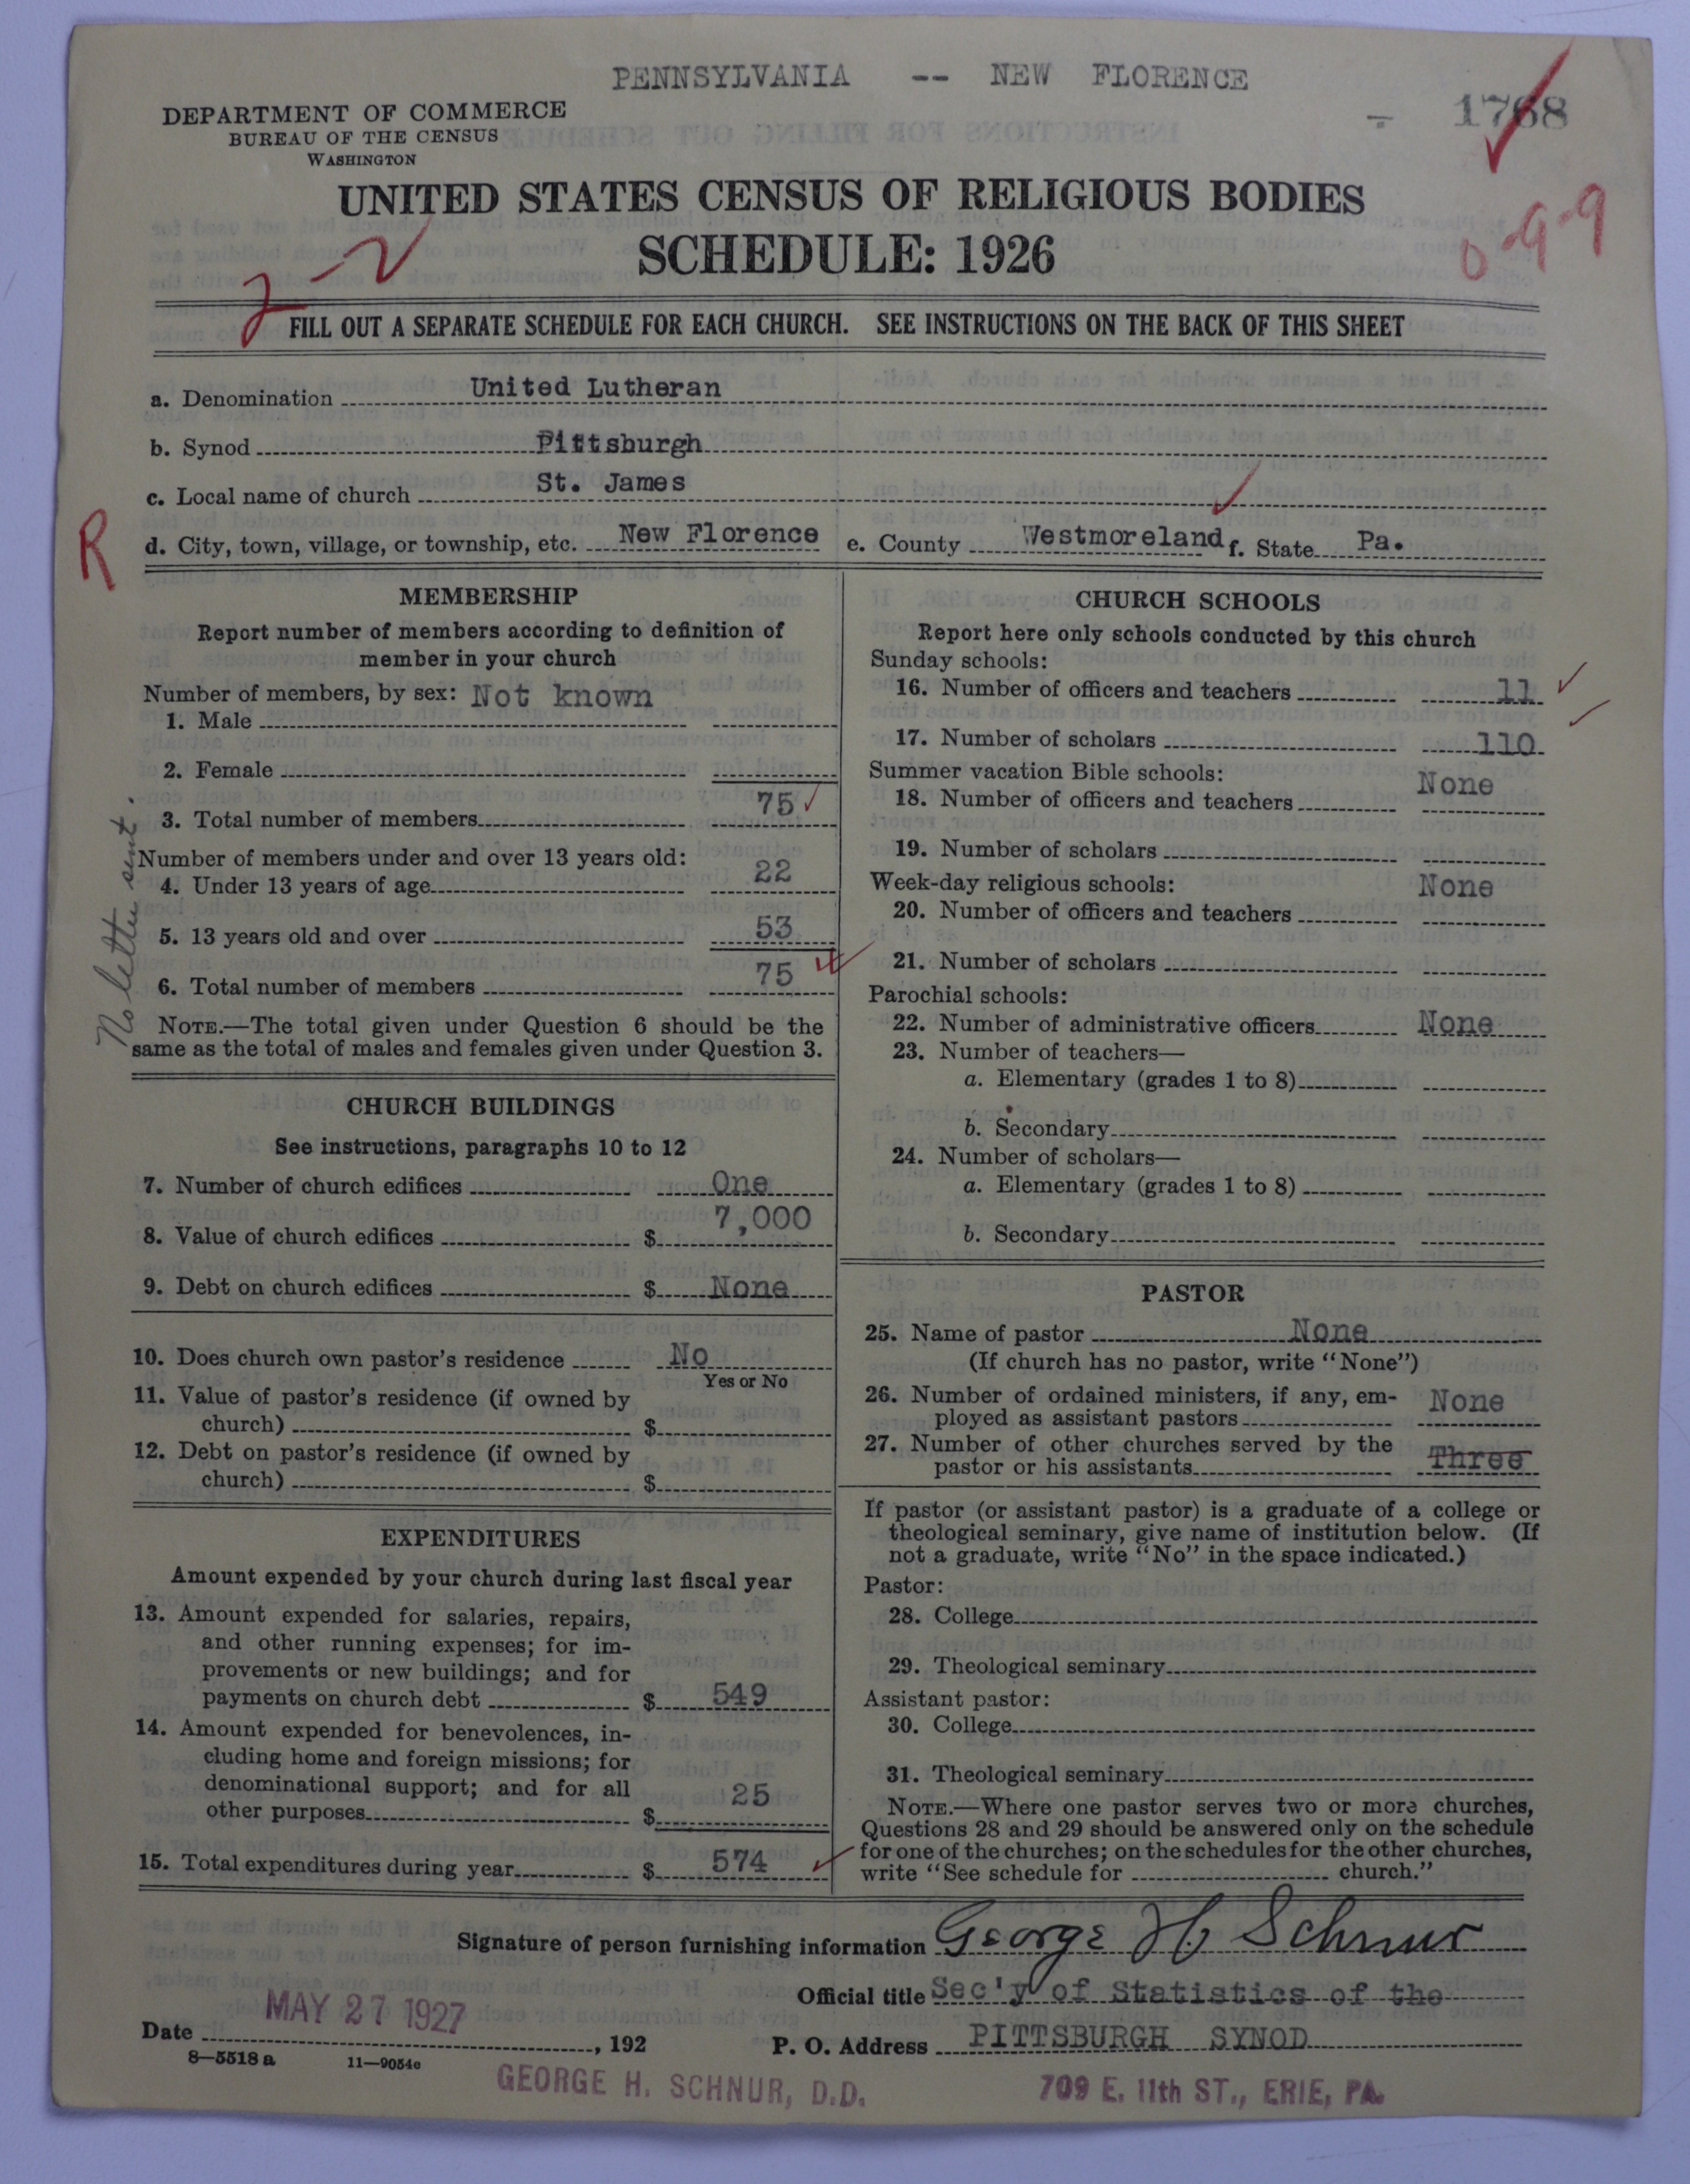 PENNSYLVANIA -- NEW FLORENCE
DEPARTMENT OF COMMERCE
BUREAU OF THE CENSUS
WASHINGTON
- 1768
UNITED STATES CENSUS OF RELIGIOUS BODIES
SCHEDULE: 1926
2-2
0-9-9
FILL OUT A SEPARATE SCHEDULE FOR EACH CHURCH. SEE INSTRUCTIONS ON THE BACK OF THIS SHEET
a. Denomination United Lutheran
b. Synod Pittsburgh
c. Local name of church St. James
R
d. City, town, village, or township, etc. New Florence e. County Westmoreland f. State Pa.
MEMBERSHIP
Report number of members according to definition of
member in your church
Number of members, by sex: Not known
1. Male
2. Female
3. Total number of members 75
Number of members under and over 13 years old:
4. Under 13 years of age 22
5. 13 years old and over 53
6. Total number of members 75
NOTE.—The total given under Question 6 should be the
same as the total of males and females given under Question 3.
No letter sent.
CHURCH BUILDINGS
See instructions, paragraphs 10 to 12
7. Number of church edifices One
8. Value of church edifices $ 7,000
9. Debt on church edifices $ None
10. Does church own pastor's residence No
Yes or No
11. Value of pastor's residence (if owned by
church) $
12. Debt on pastor's residence (if owned by
church) $
EXPENDITURES
Amount expended by your church during last fiscal year
13. Amount expended for salaries, repairs,
and other running expenses; for im-
provements or new buildings; and for
payments on church debt $ 549
14. Amount expended for benevolences, in-
cluding home and foreign missions; for
denominational support; and for all
other purposes $ 25
15. Total expenditures during year $ 574
CHURCH SCHOOLS
Report here only schools conducted by this church
Sunday schools:
16. Number of officers and teachers 11
17. Number of scholars 110
Summer vacation Bible schools:
18. Number of officers and teachers None
19. Number of scholars
Week-day religious schools:
20. Number of officers and teachers None
21. Number of scholars
Parochial schools:
22. Number of administrative officers None
23. Number of teachers—
a. Elementary (grades 1 to 8)
b. Secondary
24. Number of scholars—
a. Elementary (grades 1 to 8)
b. Secondary
PASTOR
25. Name of pastor None
(If church has no pastor, write "None")
26. Number of ordained ministers, if any, em-
ployed as assistant pastors None
27. Number of other churches served by the
pastor or his assistants Three
If pastor (or assistant pastor) is a graduate of a college or
theological seminary, give name of institution below. (If
not a graduate, write "No" in the space indicated.)
Pastor:
28. College
29. Theological seminary
Assistant pastor:
30. College
31. Theological seminary
NOTE.—Where one pastor serves two or more churches,
Questions 28 and 29 should be answered only on the schedule
for one of the churches; on the schedules for the other churches,
write "See schedule for church."
Signature of person furnishing information George H Schnur
Official title Sec'y of Statistics of the
Date MAY 27 1927, 192
P. O. Address PITTSBURGH SYNOD
8—5518 a 11—9054c
GEORGE H. SCHNUR, D.D. 709 E. 11th ST., ERIE, PA.